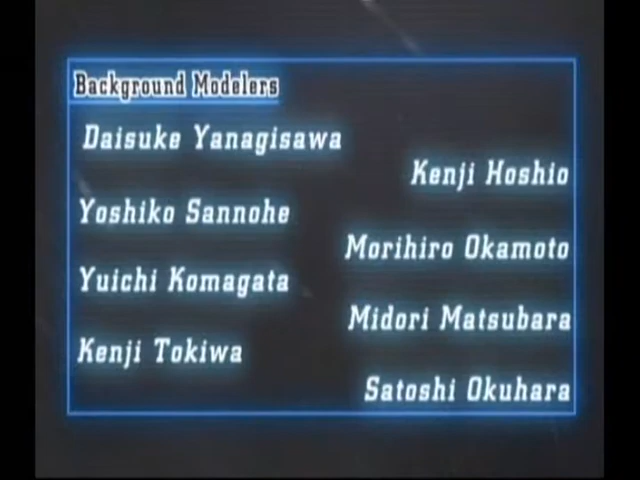 Background Modelers
Daisuke Yanagisawa
Kenji Hoshio
Yoshiko Sannohe
Morihiro Okamoto
Yuichi Komagata
Midori Matsubara
Kenji Tokiwa
Satoshi Okuhara